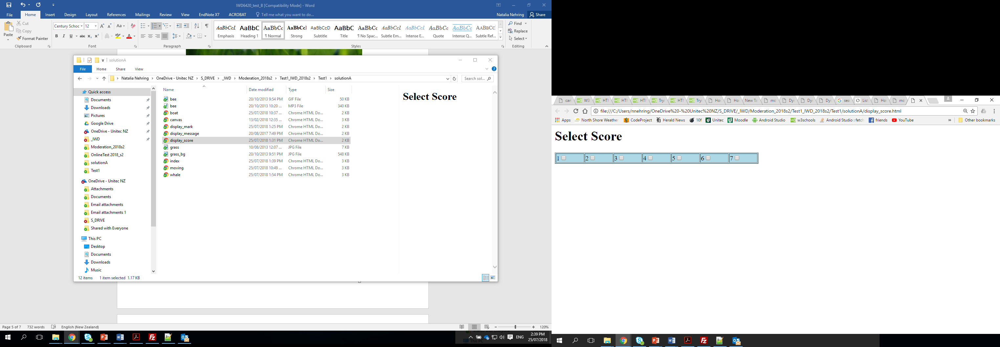 IWD6420_test_B [Compatibility Mode] - Word
File Home Insert Design Layout References Mailings Review View EndNote X7 ACROBAT Tell me what you want to do... Natalia Nehring Share
Paste
Cut
Copy
Format Painter
Clipboard
Century Schoc 12
Font
Paragraph
AaBbCcL AaBbC AaBbCc AaBbCcl AaBbCcD AaBbC AaBbCc AaBbCcL AaBbCcL AaBbCc AaBbCc AABBCC
Emphasis Heading 1 ¶ Normal Strong Subtitle Title ¶ No Spac... Subtle Em... Intense E... Quote Intense Q... Subtle Ref...
Styles
Find
Replace
Select
Editing
solutionA
File Home Share View
Natalia Nehring > OneDrive - Unitec NZ > S_DRIVE > _IWD > Moderation_2018s2 > Test1_IWD_2018s2 > Test1 > solutionA
Search sol...
Quick access
Documents
Downloads
Pictures
Google Drive
OneDrive - Unitec NZ
_IWD
Moderation_2018s2
OnlineTest 2018_s2
solutionA
Test1
OneDrive - Unitec NZ
Attachments
Documents
Email attachments
Email attachments 1
S_DRIVE
Shared with Everyone
This PC
Desktop
Documents
Downloads
Music
Name Date modified Type Size
bee 20/10/2013 9:54 PM GIF File 50 KB
bee 20/10/2013 10:20 ... MP3 File 340 KB
boat 25/07/2018 10:37 ... Chrome HTML Do... 2 KB
canvas 13/02/2018 12:35 ... Chrome HTML Do... 3 KB
display_mark 25/07/2018 1:25 PM Chrome HTML Do... 2 KB
display_message 20/08/2017 7:49 PM Chrome HTML Do... 2 KB
display_score 25/07/2018 1:31 PM Chrome HTML Do... 2 KB
grass 10/08/2013 12:07 ... JPG File 7 KB
grass_bg 20/10/2013 9:51 PM JPG File 548 KB
index 25/07/2018 1:39 PM Chrome HTML Do... 3 KB
moving 25/07/2018 10:49 ... Chrome HTML Do... 3 KB
whale 25/07/2018 1:54 PM Chrome HTML Do... 3 KB
Select Score
12 items 1 item selected 1.17 KB
Page 5 of 7 732 words English (New Zealand) 120%
ENG
2:39 PM
25/07/2018
can W3 HTI HTI HTI Tryi HTI Tryi Ho Ho New Ta mo Dy Dy Dy sea List Ho mo
file:///C:/Users/nnehring/OneDrive%20-%20Unitec%20NZ/S_DRIVE/_IWD/Moderation_2018s2/Test1_IWD_2018s2/Test1/solutionA/display_score.html
Apps North Shore Weather CodeProject Herald News 10f Unitec Moodle Android Studio w3schools Android Studio : fetch friends YouTube » Other bookmarks
Select Score
1 2 3 4 5 6 7